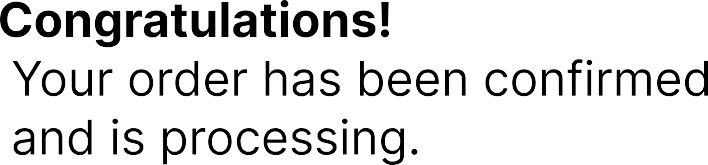 Congratulations!
Your order has been confirmed
and is processing.